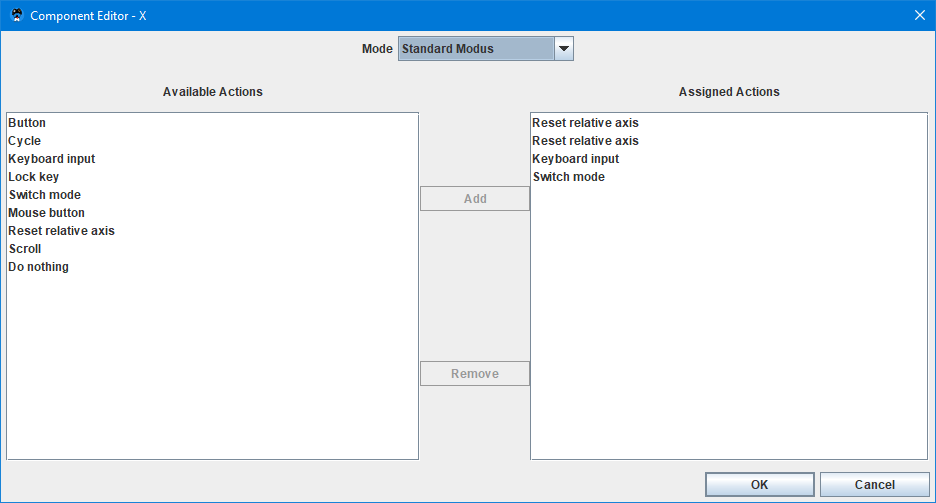 Component Editor - X
Mode Standard Modus
Available Actions
Assigned Actions
Button
Cycle
Keyboard input
Lock key
Switch mode
Mouse button
Reset relative axis
Scroll
Do nothing
Add
Remove
Reset relative axis
Reset relative axis
Keyboard input
Switch mode
OK
Cancel